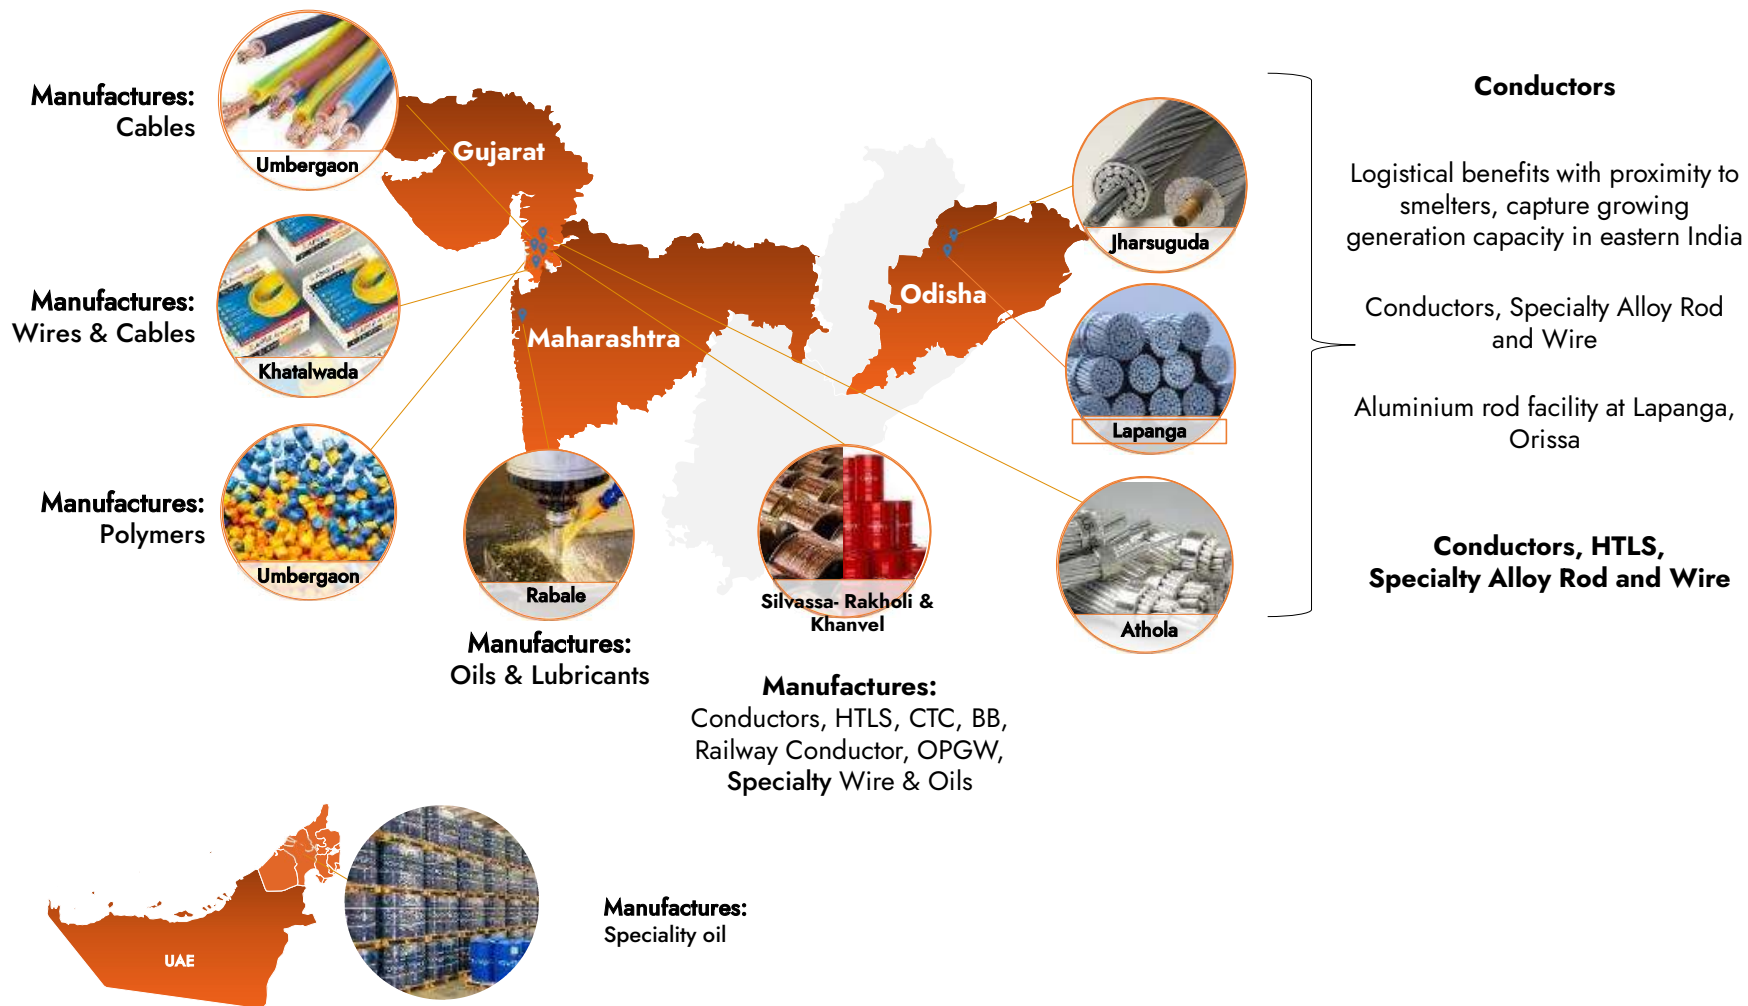 Manufactures:
Cables
Umbergaon
Gujarat
Manufactures:
Wires & Cables
Khatalwada
Maharashtra
Odisha
Manufactures:
Polymers
Umbergaon
Rabale
Manufactures:
Oils & Lubricants
Silvassa- Rakholi &
Khanvel
Manufactures:
Conductors, HTLS, CTC, BB,
Railway Conductor, OPGW,
Specialty Wire & Oils
Jharsuguda
Lapanga
Athola
Conductors
Logistical benefits with proximity to
smelters, capture growing
generation capacity in eastern India
Conductors, Specialty Alloy Rod
and Wire
Aluminium rod facility at Lapanga,
Orissa
Conductors, HTLS,
Specialty Alloy Rod and Wire
UAE
Manufactures:
Speciality oil